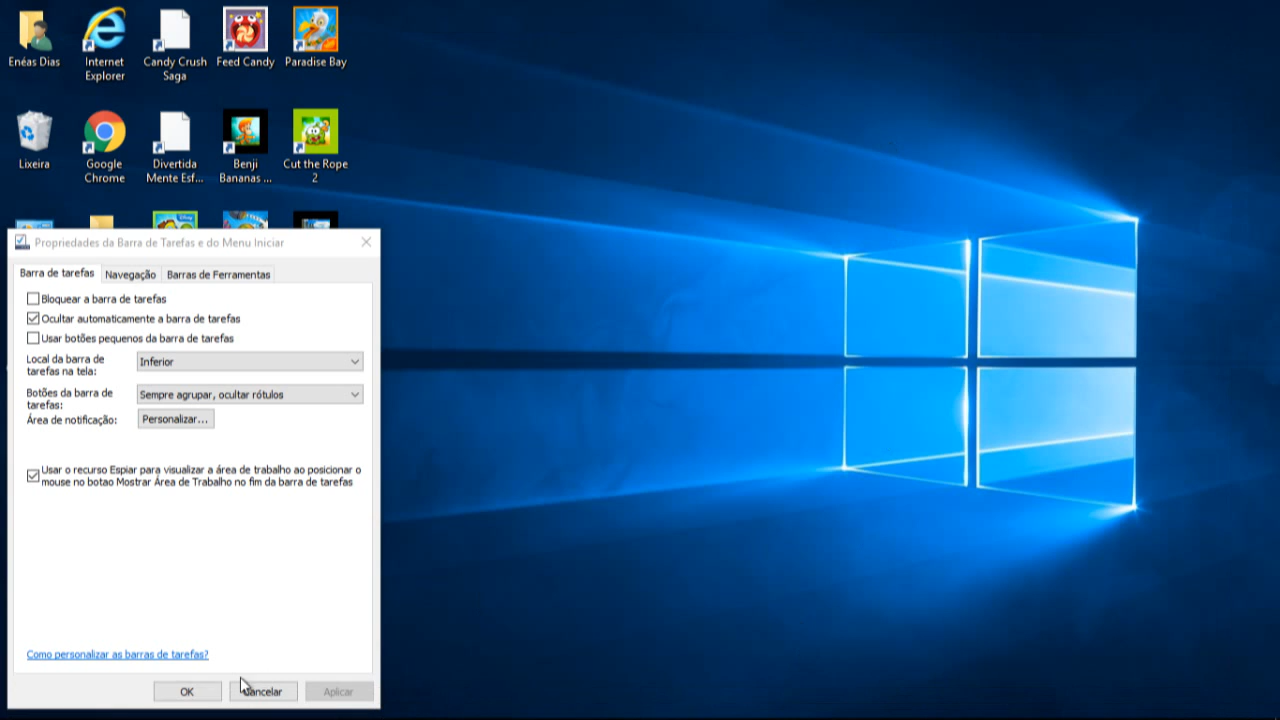 Enéas Dias
Internet
Explorer
Candy Crush
Saga
Feed Candy
Paradise Bay
Lixeira
Google
Chrome
Divertida
Mente Esf...
Benji
Bananas ...
Cut the Rope
2
Propriedades da Barra de Tarefas e do Menu Iniciar
Barra de tarefas
Navegação
Barras de Ferramentas
Bloquear a barra de tarefas
Ocultar automaticamente a barra de tarefas
Usar botões pequenos da barra de tarefas
Local da barra de
tarefas na tela:
Inferior
Botões da barra de
tarefas:
Sempre agrupar, ocultar rótulos
Área de notificação:
Personalizar...
Usar o recurso Espiar para visualizar a área de trabalho ao posicionar o
mouse no botao Mostrar Área de Trabalho no fim da barra de tarefas
Como personalizar as barras de tarefas?
OK
Cancelar
Aplicar